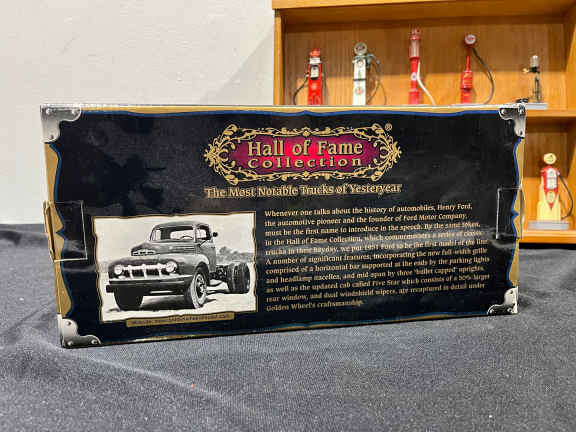 Hall of Fame
Collection
®
The Most Notable Trucks of Yesteryear
Whenever one talks about the history of automobiles, Henry Ford,
the automotive pioneer and the founder of Ford Motor Company,
must be the first name to introduce in the speech. By the same token,
in the Hall of Fame Collection, which commemorates a series of classic
trucks in their heyday, we put 1951 Ford to be the first model of the line.
A number of significant features, incorporating the new full-width grille
comprised of a horizontal bar supported at the ends by the parking lights
and headlamp nacelles, and mid span by three 'bullet capped' uprights,
as well as the updated cab called Five Star which consists of a 50% larger
rear window, and dual windshield wipers, are recaptured in detail under
Golden Wheel's craftsmanship.